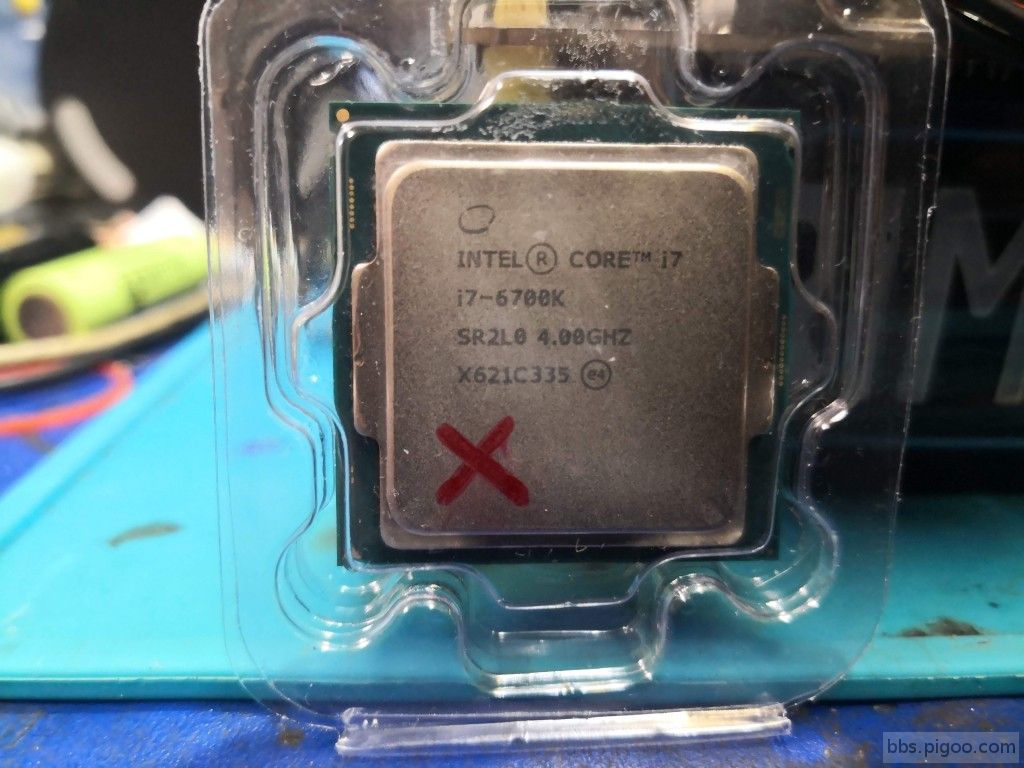 INTEL® CORE™ i7
i7-6700K
SR2L0 4.00GHZ
X621C335 e4
bbs.pigoo.com